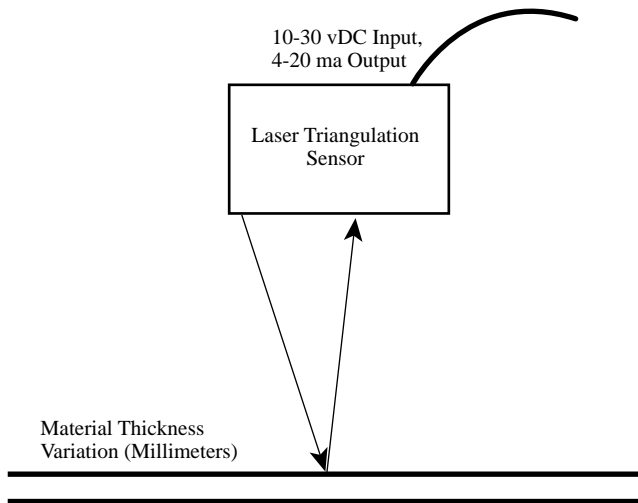 10-30 vDC Input,
4-20 ma Output
Laser Triangulation
Sensor
Material Thickness
Variation (Millimeters)